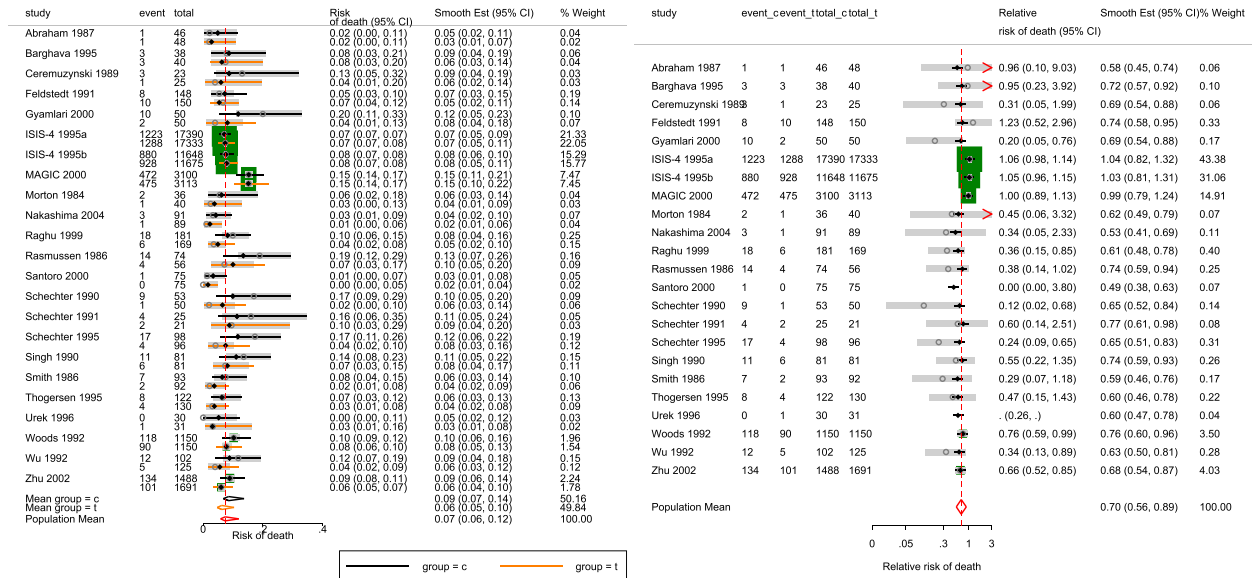 study event total Risk of death (95% CI) Smooth Est (95% CI) % Weight
Abraham 1987 1 46 0.02 (0.00, 0.11) 0.05 (0.02, 0.11) 0.04
1 48 0.02 (0.00, 0.11) 0.03 (0.01, 0.07) 0.02
Barghava 1995 3 38 0.08 (0.03, 0.21) 0.09 (0.04, 0.19) 0.06
3 40 0.08 (0.03, 0.20) 0.06 (0.03, 0.14) 0.04
Ceremuzynski 1989 3 23 0.13 (0.05, 0.32) 0.09 (0.04, 0.19) 0.03
1 25 0.04 (0.01, 0.20) 0.06 (0.02, 0.14) 0.03
Feldstedt 1991 8 148 0.05 (0.03, 0.10) 0.07 (0.03, 0.15) 0.19
10 150 0.07 (0.04, 0.12) 0.05 (0.02, 0.11) 0.14
Gyamlari 2000 10 50 0.20 (0.11, 0.33) 0.12 (0.05, 0.23) 0.10
2 50 0.04 (0.01, 0.13) 0.08 (0.04, 0.18) 0.07
ISIS-4 1995a 1223 17390 0.07 (0.07, 0.07) 0.07 (0.05, 0.09) 21.33
1288 17333 0.07 (0.07, 0.08) 0.07 (0.05, 0.10) 22.05
ISIS-4 1995b 880 11648 0.08 (0.07, 0.08) 0.08 (0.06, 0.10) 15.29
928 11675 0.08 (0.07, 0.08) 0.08 (0.05, 0.11) 15.77
MAGIC 2000 472 3100 0.15 (0.14, 0.17) 0.15 (0.11, 0.21) 7.47
475 3113 0.15 (0.14, 0.17) 0.15 (0.10, 0.22) 7.45
Morton 1984 2 36 0.06 (0.02, 0.18) 0.06 (0.03, 0.14) 0.04
1 40 0.03 (0.00, 0.13) 0.04 (0.01, 0.09) 0.03
Nakashima 2004 3 91 0.03 (0.01, 0.09) 0.04 (0.02, 0.10) 0.07
1 89 0.01 (0.00, 0.06) 0.02 (0.01, 0.06) 0.04
Raghu 1999 18 181 0.10 (0.06, 0.15) 0.08 (0.04, 0.16) 0.25
6 169 0.04 (0.02, 0.08) 0.05 (0.02, 0.10) 0.15
Rasmussen 1986 14 74 0.19 (0.12, 0.29) 0.13 (0.07, 0.26) 0.16
4 56 0.07 (0.03, 0.17) 0.10 (0.05, 0.20) 0.09
Santoro 2000 1 75 0.01 (0.00, 0.07) 0.03 (0.01, 0.08) 0.05
0 75 0.00 (0.00, 0.05) 0.02 (0.01, 0.04) 0.02
Schechter 1990 9 53 0.17 (0.09, 0.29) 0.10 (0.05, 0.20) 0.09
1 50 0.02 (0.00, 0.10) 0.06 (0.03, 0.14) 0.06
Schechter 1991 4 25 0.16 (0.06, 0.35) 0.11 (0.05, 0.24) 0.05
2 21 0.10 (0.03, 0.29) 0.09 (0.04, 0.20) 0.03
Schechter 1995 17 98 0.17 (0.11, 0.26) 0.12 (0.06, 0.22) 0.19
4 96 0.04 (0.02, 0.10) 0.08 (0.03, 0.16) 0.12
Singh 1990 11 81 0.14 (0.08, 0.23) 0.11 (0.05, 0.22) 0.15
6 81 0.07 (0.03, 0.15) 0.08 (0.04, 0.17) 0.11
Smith 1986 7 93 0.08 (0.04, 0.15) 0.06 (0.03, 0.14) 0.10
2 92 0.02 (0.01, 0.08) 0.04 (0.02, 0.09) 0.06
Thogersen 1995 8 122 0.07 (0.03, 0.12) 0.06 (0.03, 0.13) 0.13
4 130 0.03 (0.01, 0.08) 0.04 (0.02, 0.08) 0.09
Urek 1996 0 30 0.00 (0.00, 0.11) 0.05 (0.02, 0.12) 0.03
1 31 0.03 (0.01, 0.16) 0.03 (0.01, 0.08) 0.02
Woods 1992 118 1150 0.10 (0.09, 0.12) 0.10 (0.06, 0.16) 1.96
90 1150 0.08 (0.06, 0.10) 0.08 (0.05, 0.13) 1.54
Wu 1992 12 102 0.12 (0.07, 0.19) 0.09 (0.04, 0.18) 0.15
5 125 0.04 (0.02, 0.09) 0.06 (0.03, 0.12) 0.12
Zhu 2002 134 1488 0.09 (0.08, 0.11) 0.09 (0.06, 0.14) 2.24
101 1691 0.06 (0.05, 0.07) 0.06 (0.04, 0.10) 1.78
Mean group = c 0.09 (0.07, 0.14) 50.16
Mean group = t 0.06 (0.05, 0.10) 49.84
Population Mean 0.07 (0.06, 0.12) 100.00
0 .2 .4
Risk of death
group = c group = t
study event_c event_t total_c total_t Relative risk of death (95% CI) Smooth Est (95% CI) % Weight
Abraham 1987 1 1 46 48 0.96 (0.10, 9.03) 0.58 (0.45, 0.74) 0.06
Barghava 1995 3 3 38 40 0.95 (0.23, 3.92) 0.72 (0.57, 0.92) 0.10
Ceremuzynski 1989 3 1 23 25 0.31 (0.05, 1.99) 0.69 (0.54, 0.88) 0.06
Feldstedt 1991 8 10 148 150 1.23 (0.52, 2.96) 0.74 (0.58, 0.95) 0.33
Gyamlari 2000 10 2 50 50 0.20 (0.05, 0.76) 0.69 (0.54, 0.88) 0.17
ISIS-4 1995a 1223 1288 17390 17333 1.06 (0.98, 1.14) 1.04 (0.82, 1.32) 43.38
ISIS-4 1995b 880 928 11648 11675 1.05 (0.96, 1.15) 1.03 (0.81, 1.31) 31.06
MAGIC 2000 472 475 3100 3113 1.00 (0.89, 1.13) 0.99 (0.79, 1.24) 14.91
Morton 1984 2 1 36 40 0.45 (0.06, 3.32) 0.62 (0.49, 0.79) 0.07
Nakashima 2004 3 1 91 89 0.34 (0.05, 2.33) 0.53 (0.41, 0.69) 0.11
Raghu 1999 18 6 181 169 0.36 (0.15, 0.85) 0.61 (0.48, 0.78) 0.40
Rasmussen 1986 14 4 74 56 0.38 (0.14, 1.02) 0.74 (0.59, 0.94) 0.25
Santoro 2000 1 0 75 75 0.00 (0.00, 3.80) 0.49 (0.38, 0.63) 0.07
Schechter 1990 9 1 53 50 0.12 (0.02, 0.68) 0.65 (0.52, 0.84) 0.14
Schechter 1991 4 2 25 21 0.60 (0.14, 2.51) 0.77 (0.61, 0.98) 0.08
Schechter 1995 17 4 98 96 0.24 (0.09, 0.65) 0.65 (0.51, 0.83) 0.31
Singh 1990 11 6 81 81 0.55 (0.22, 1.35) 0.74 (0.59, 0.93) 0.26
Smith 1986 7 2 93 92 0.29 (0.07, 1.18) 0.59 (0.46, 0.76) 0.17
Thogersen 1995 8 4 122 130 0.47 (0.15, 1.43) 0.60 (0.46, 0.78) 0.22
Urek 1996 0 1 30 31 . (0.26, .) 0.60 (0.47, 0.78) 0.04
Woods 1992 118 90 1150 1150 0.76 (0.59, 0.99) 0.76 (0.60, 0.96) 3.50
Wu 1992 12 5 102 125 0.34 (0.13, 0.89) 0.63 (0.50, 0.81) 0.28
Zhu 2002 134 101 1488 1691 0.66 (0.52, 0.85) 0.68 (0.54, 0.87) 4.03
Population Mean 0.70 (0.56, 0.89) 100.00
0 .05 .3 1 3
Relative risk of death